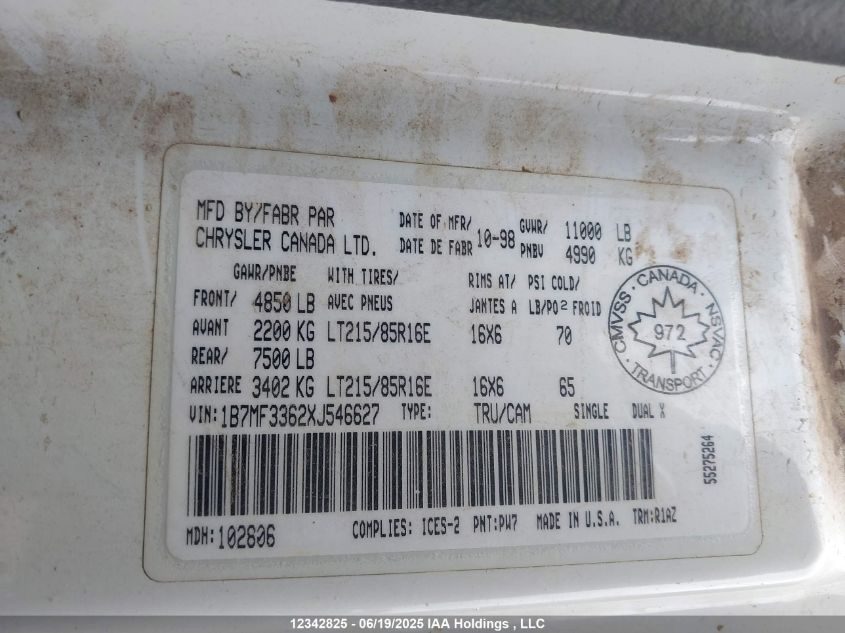 MFD BY/FABR PAR DATE OF MFR/ 10-98 GVWR/ 11000 LB
CHRYSLER CANADA LTD. DATE DE FABR PNBV 4990 KG
GAWR/PNBE WITH TIRES/ RIMS AT/ PSI COLD/
FRONT/ 4850 LB AVEC PNEUS JANTES A LB/PO2 FROID
AVANT 2200 KG LT215/85R16E 16X6 70
REAR/ 7500 LB
ARRIERE 3402 KG LT215/85R16E 16X6 65
VIN: 1B7MF3362XJ546627 TYPE: TRU/CAM SINGLE DUAL X
CMVSS · CANADA · NSVAC · TRANSPORT ·
972
55275264
MDH: 102806 COMPLIES: ICES-2 PNT: PW7 MADE IN U.S.A. TRM: R1AZ
12342825 - 06/19/2025 IAA Holdings , LLC